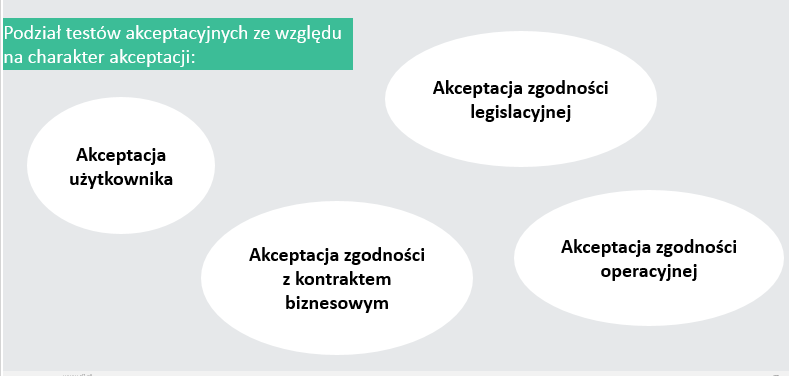 Podział testów akceptacyjnych ze względu
na charakter akceptacji:
Akceptacja zgodności
legislacyjnej
Akceptacja
użytkownika
Akceptacja zgodności
z kontraktem
biznesowym
Akceptacja zgodności
operacyjnej